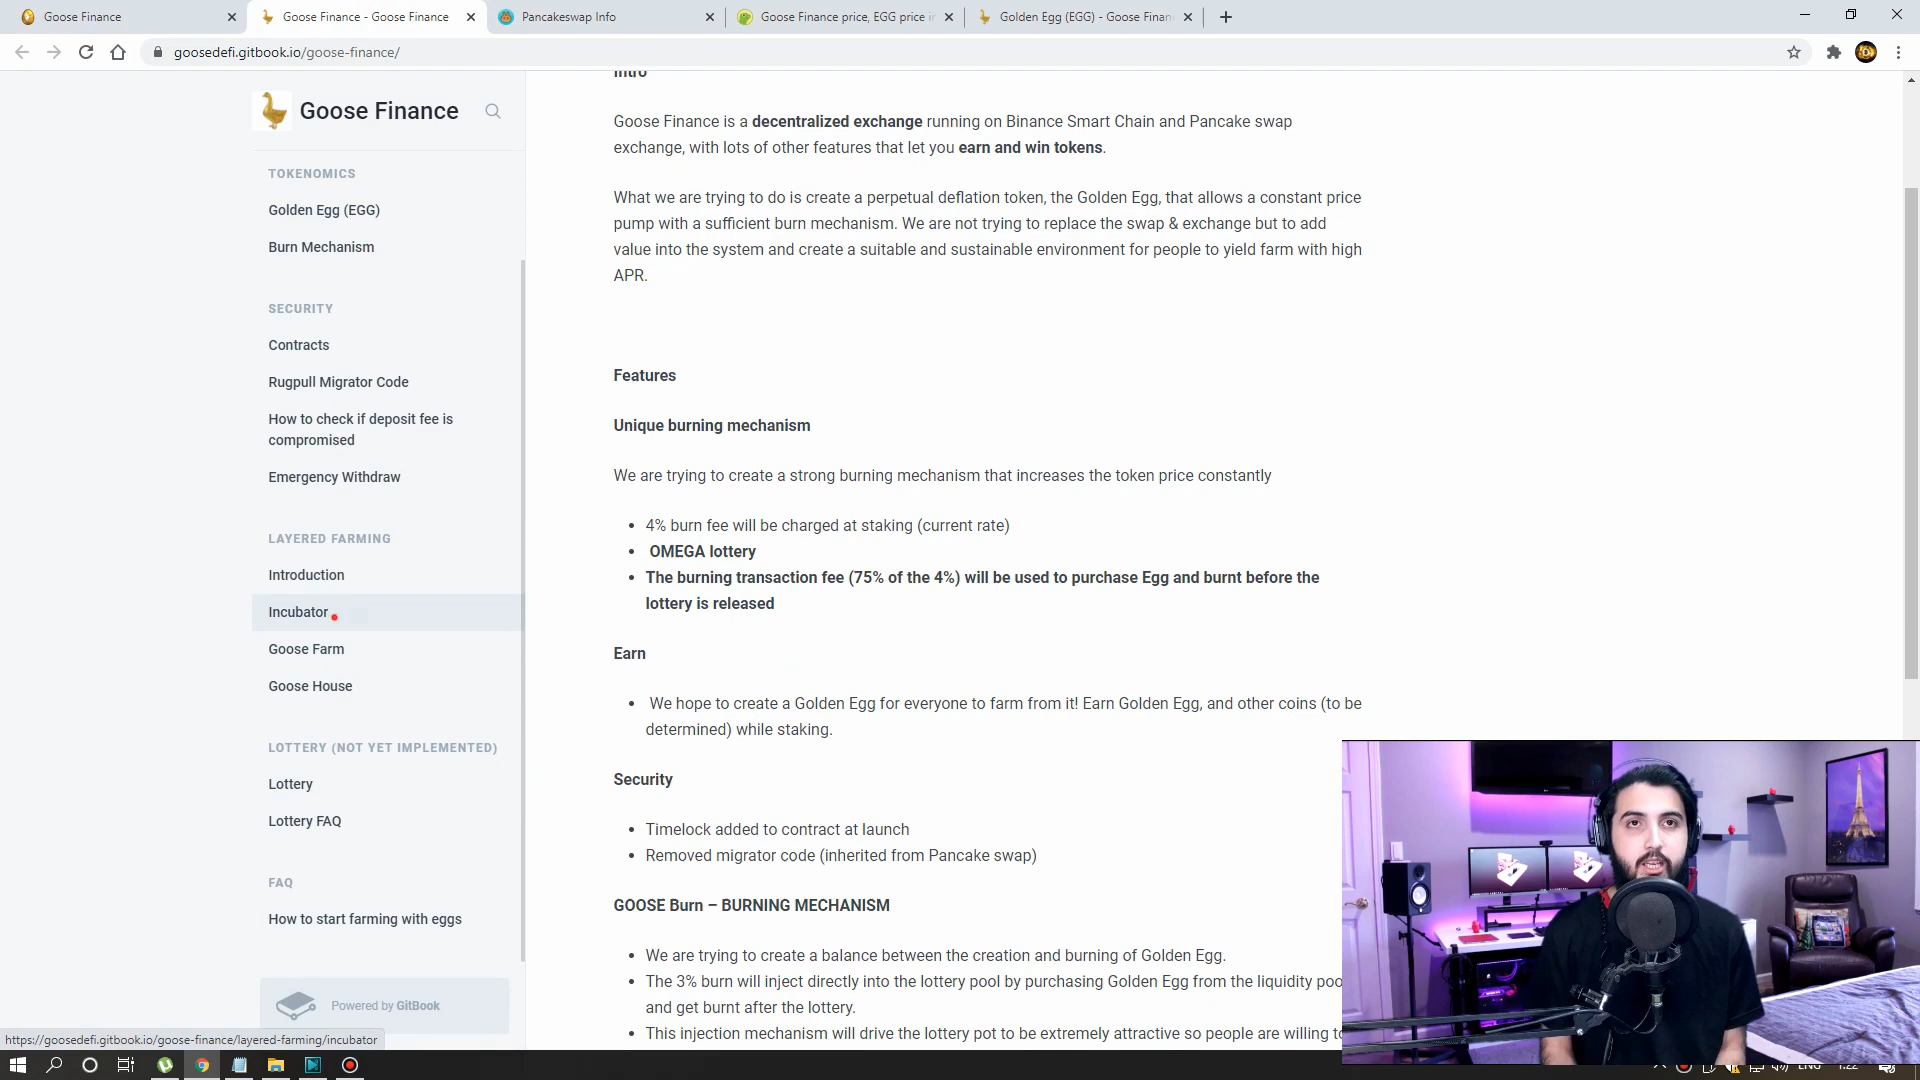 Goose Finance
Goose Finance - Goose Finance
Pancakeswap Info
Goose Finance price, EGG price i
Golden Egg (EGG) - Goose Finan
goosedefi.gitbook.io/goose-finance/
Goose Finance
TOKENOMICS
Golden Egg (EGG)
Burn Mechanism
SECURITY
Contracts
Rugpull Migrator Code
How to check if deposit fee is
compromised
Emergency Withdraw
LAYERED FARMING
Introduction
Incubator
Goose Farm
Goose House
LOTTERY (NOT YET IMPLEMENTED)
Lottery
Lottery FAQ
FAQ
How to start farming with eggs
Powered by GitBook
Intro
Goose Finance is a decentralized exchange running on Binance Smart Chain and Pancake swap
exchange, with lots of other features that let you earn and win tokens.
What we are trying to do is create a perpetual deflation token, the Golden Egg, that allows a constant price
pump with a sufficient burn mechanism. We are not trying to replace the swap & exchange but to add
value into the system and create a suitable and sustainable environment for people to yield farm with high
APR.
Features
Unique burning mechanism
We are trying to create a strong burning mechanism that increases the token price constantly
• 4% burn fee will be charged at staking (current rate)
• OMEGA lottery
• The burning transaction fee (75% of the 4%) will be used to purchase Egg and burnt before the
lottery is released
Earn
• We hope to create a Golden Egg for everyone to farm from it! Earn Golden Egg, and other coins (to be
determined) while staking.
Security
• Timelock added to contract at launch
• Removed migrator code (inherited from Pancake swap)
GOOSE Burn – BURNING MECHANISM
• We are trying to create a balance between the creation and burning of Golden Egg.
• The 3% burn will inject directly into the lottery pool by purchasing Golden Egg from the liquidity poo
and get burnt after the lottery.
• This injection mechanism will drive the lottery pot to be extremely attractive so people are willing to
https://goosedefi.gitbook.io/goose-finance/layered-farming/incubator
ENG
1:22